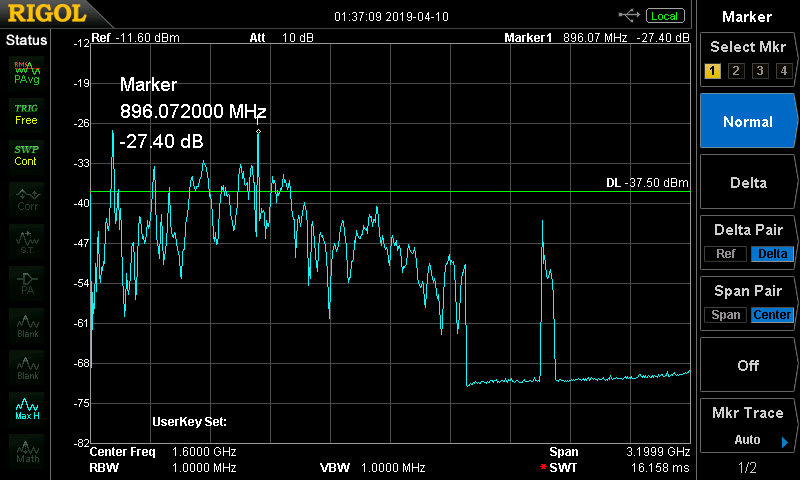 RIGOL
01:37:09 2019-04-10
Local
Marker
Status
Ref -11.60 dBm
Att 10 dB
Marker1 896.07 MHz -27.40 dB
Select Mkr
1 2 3 4
RMS
PAvg
TRIG
Free
SWP
Cont
Corr
S.T.
PA
Blank
Blank
Max H
Math
-12
-19
-26
-33
-40
-47
-54
-61
-68
-75
-82
Marker
896.072000 MHz
-27.40 dB
1
DL -37.50 dBm
UserKey Set:
Normal
Delta
Delta Pair
Ref Delta
Span Pair
Span Center
Off
Mkr Trace
Auto
1/2
Center Freq 1.6000 GHz
Span 3.1999 GHz
RBW 1.0000 MHz
VBW 1.0000 MHz
*SWT 16.158 ms